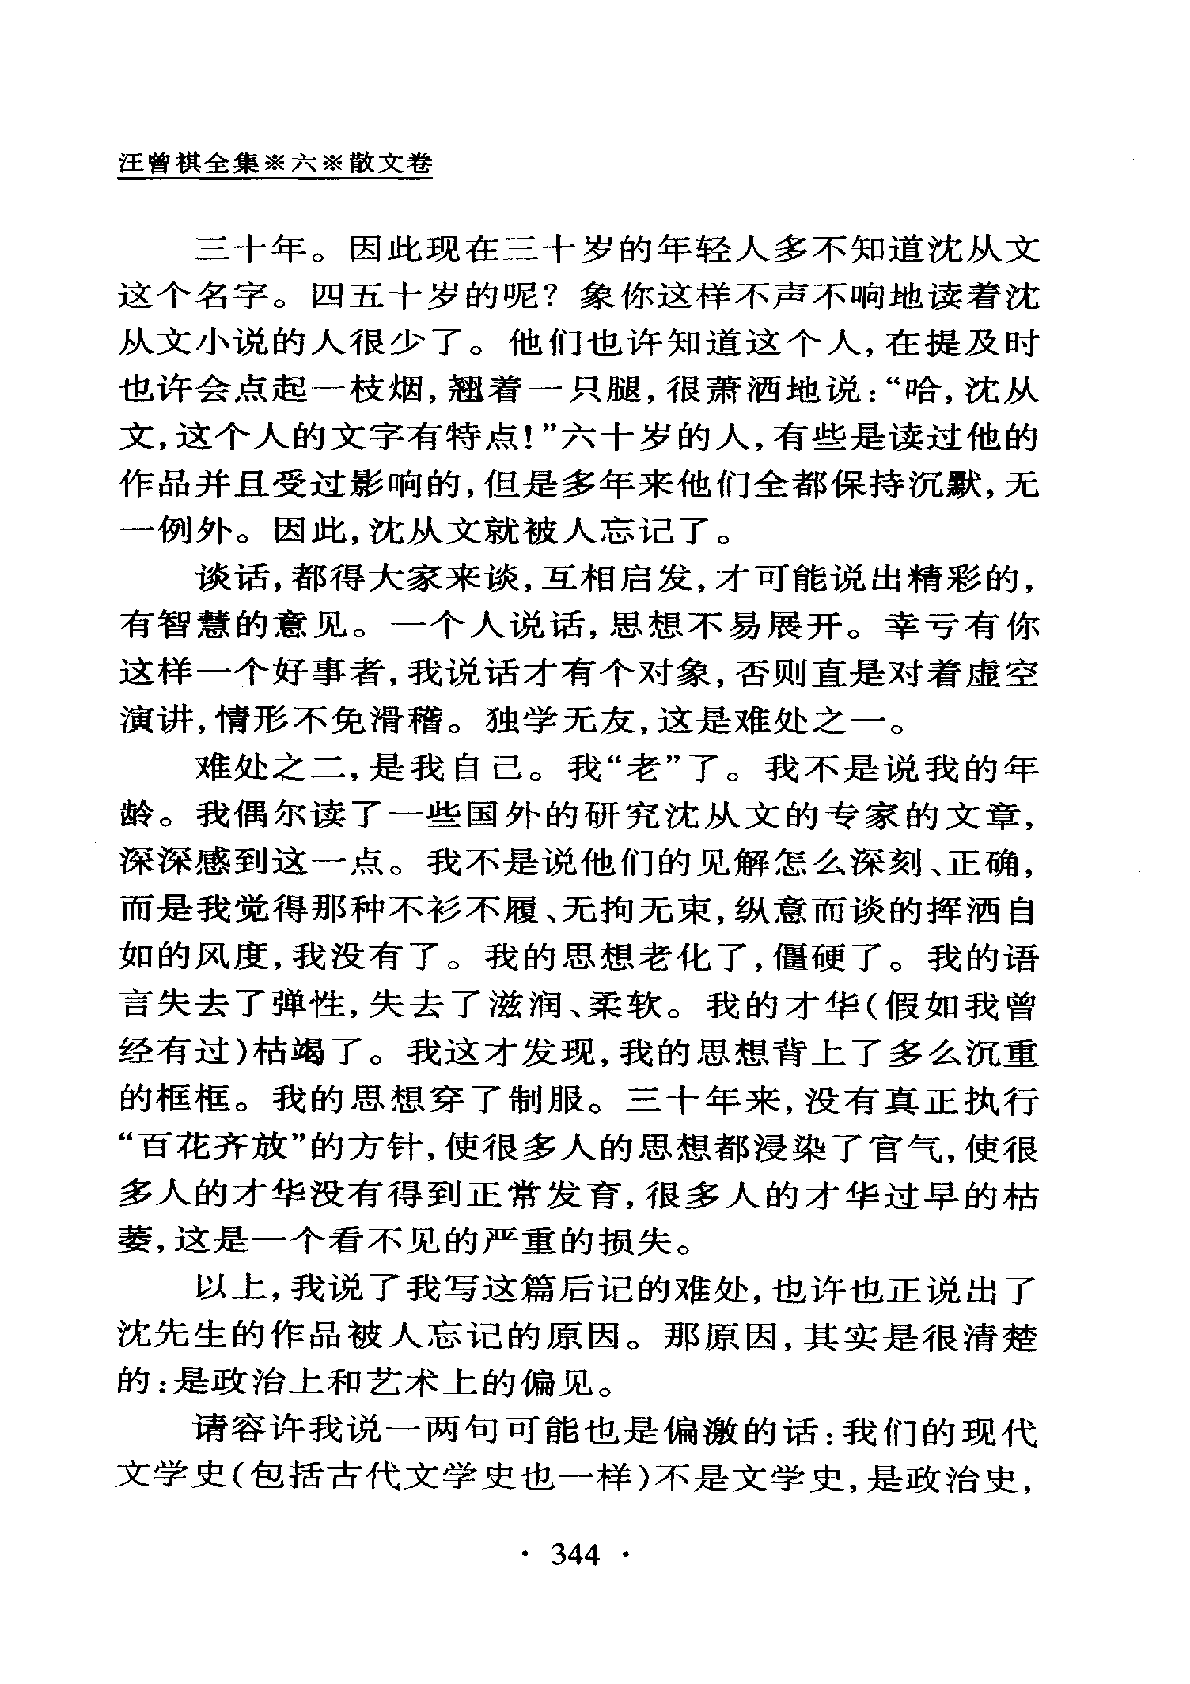 汪曾祺全集※六※散文卷
三十年。因此现在三十岁的年轻人多不知道沈从文
这个名字。四五十岁的呢？象你这样不声不响地读着沈
从文小说的人很少了。他们也许知道这个人,在提及时
也许会点起一枝烟,翘着一只腿,很萧洒地说:“哈,沈从
文,这个人的文字有特点!”六十岁的人,有些是读过他的
作品并且受过影响的,但是多年来他们全都保持沉默,无
一例外。因此,沈从文就被人忘记了。
谈话,都得大家来谈,互相启发,才可能说出精彩的,
有智慧的意见。一个人说话,思想不易展开。幸亏有你
这样一个好事者,我说话才有个对象,否则直是对着虚空
演讲,情形不免滑稽。独学无友,这是难处之一。
难处之二,是我自己。我“老”了。我不是说我的年
龄。我偶尔读了一些国外的研究沈从文的专家的文章,
深深感到这一点。我不是说他们的见解怎么深刻、正确,
而是我觉得那种不衫不履、无拘无束,纵意而谈的挥洒自
如的风度,我没有了。我的思想老化了,僵硬了。我的语
言失去了弹性,失去了滋润、柔软。我的才华(假如我曾
经有过)枯竭了。我这才发现,我的思想背上了多么沉重
的框框。我的思想穿了制服。三十年来,没有真正执行
“百花齐放”的方针,使很多人的思想都浸染了官气,使很
多人的才华没有得到正常发育,很多人的才华过早的枯
萎,这是一个看不见的严重的损失。
以上,我说了我写这篇后记的难处,也许也正说出了
沈先生的作品被人忘记的原因。那原因,其实是很清楚
的:是政治上和艺术上的偏见。
请容许我说一两句可能也是偏激的话:我们的现代
文学史(包括古代文学史也一样)不是文学史,是政治史,
· 344 ·